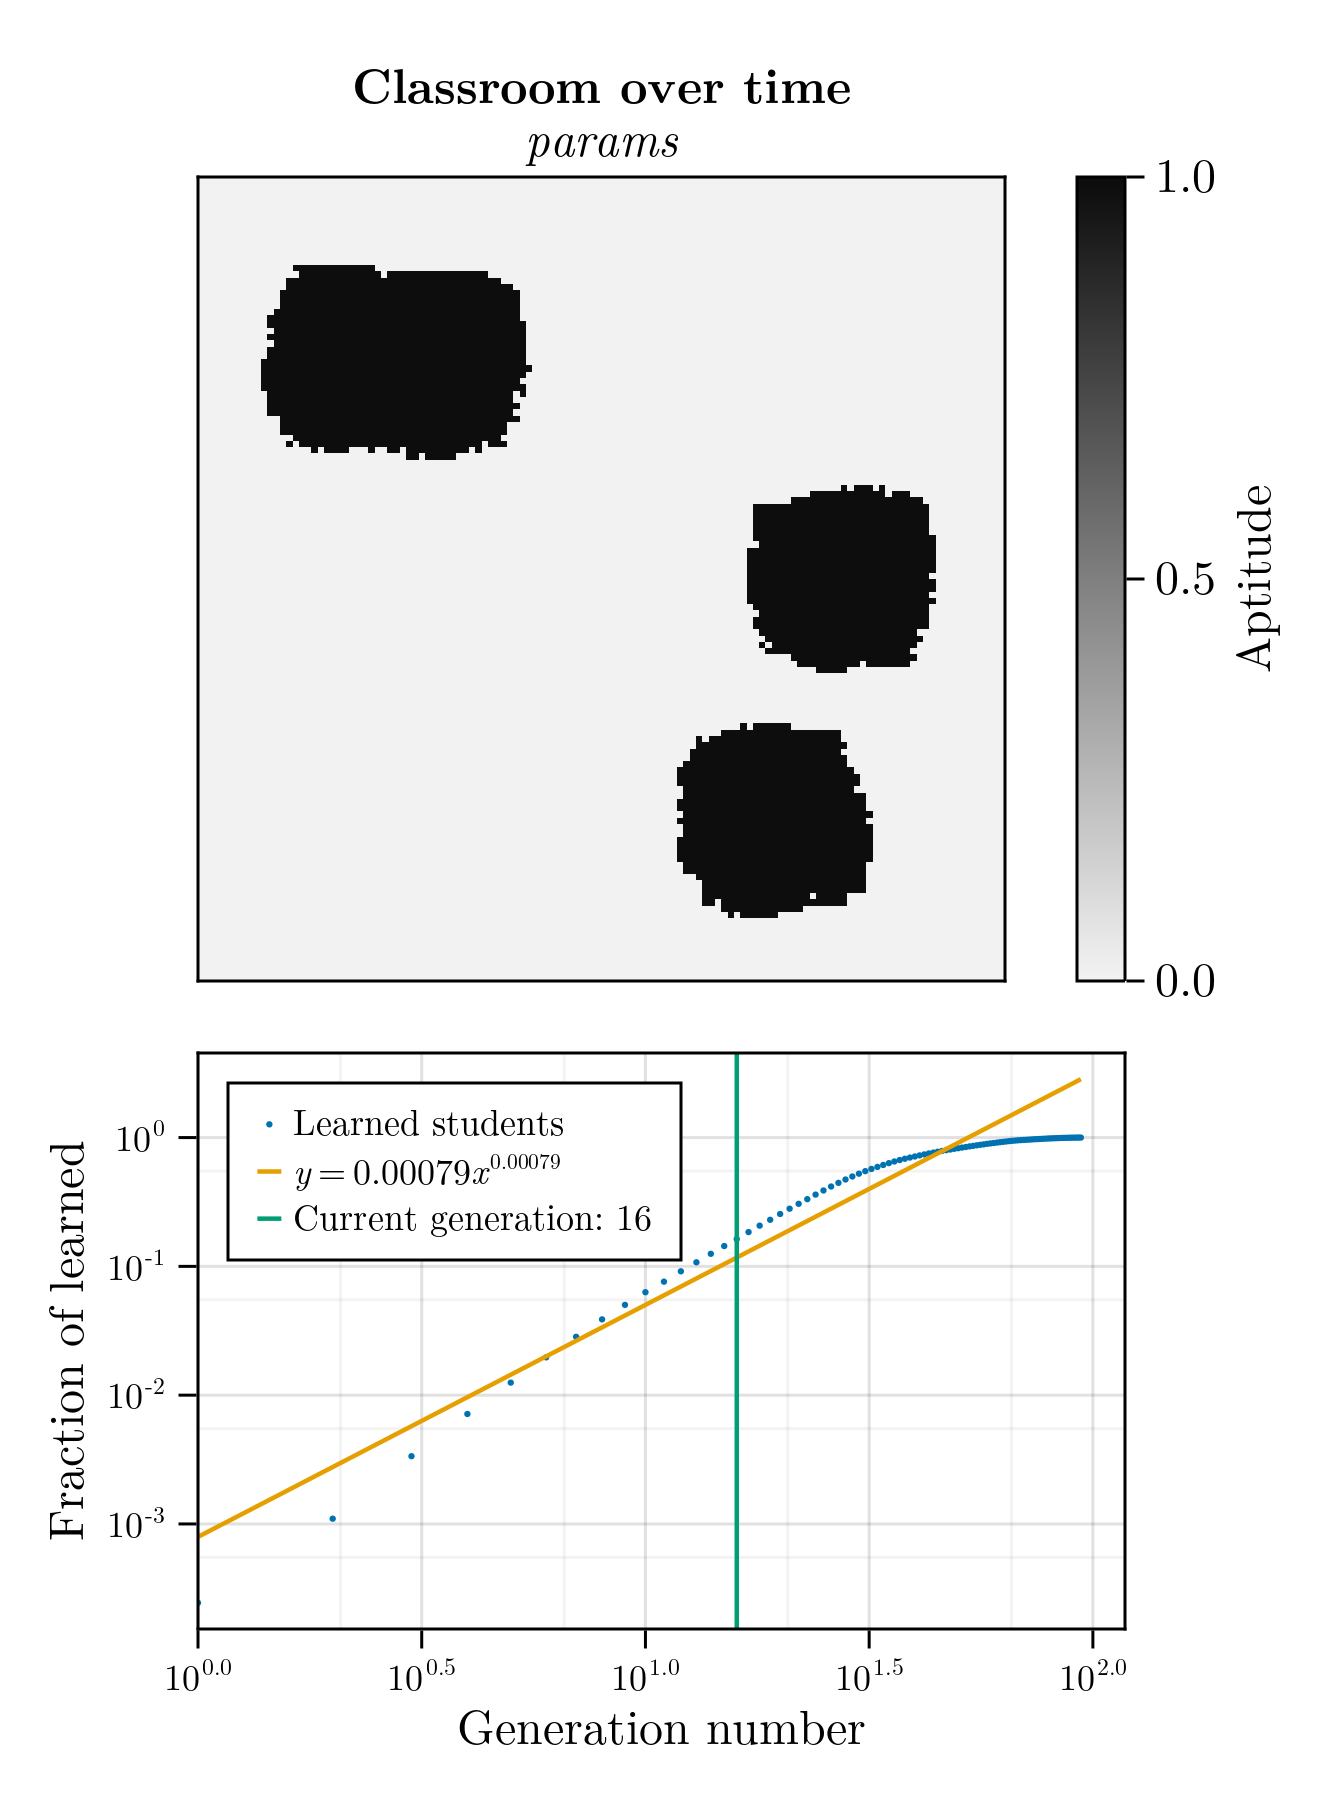 Classroom over time
params
1.0
0.5
0.0
Aptitude
Learned students
y = 0.00079x^0.00079
Current generation: 16
Fraction of learned
10^0
10^-1
10^-2
10^-3
10^0.0 10^0.5 10^1.0 10^1.5 10^2.0
Generation number